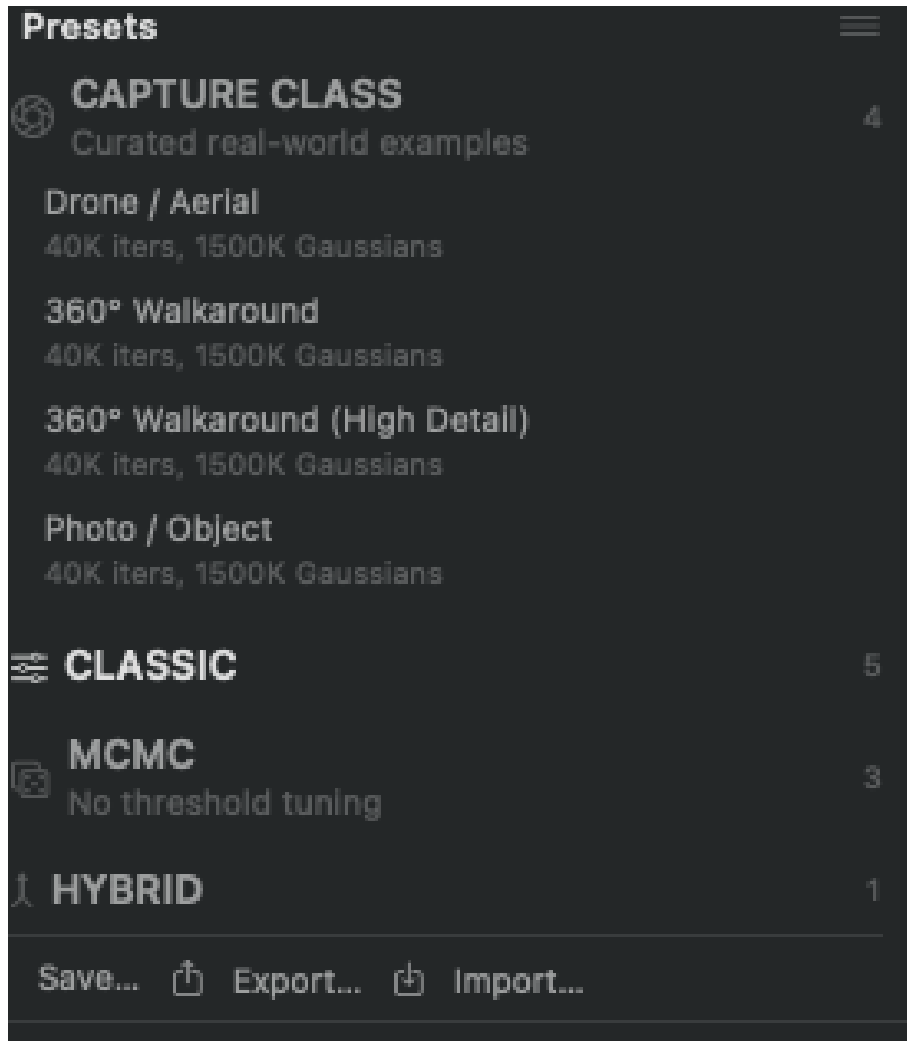 Presets
CAPTURE CLASS
4
Curated real-world examples
Drone / Aerial
40K iters, 1500K Gaussians
360° Walkaround
40K iters, 1500K Gaussians
360° Walkaround (High Detail)
40K iters, 1500K Gaussians
Photo / Object
40K iters, 1500K Gaussians
CLASSIC 5
MCMC
3
No threshold tuning
HYBRID 1
Save... Export... Import...